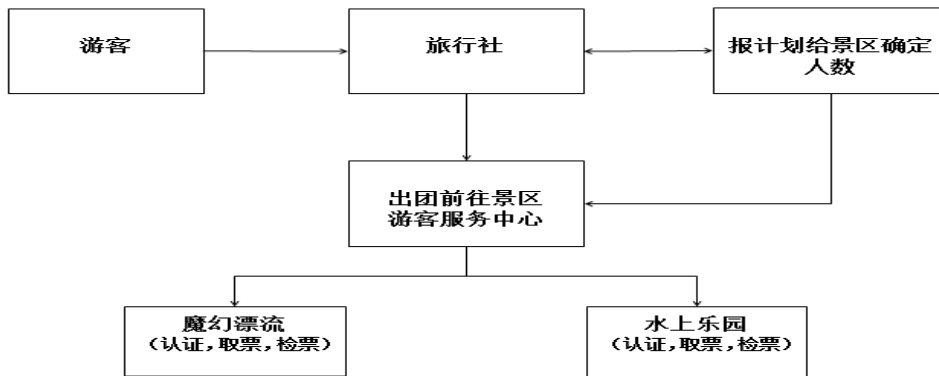 游客
旅行社
报计划给景区确定
人数
出团前往景区
游客服务中心
魔幻漂流
（认证,取票,检票）
水上乐园
（认证,取票,检票）